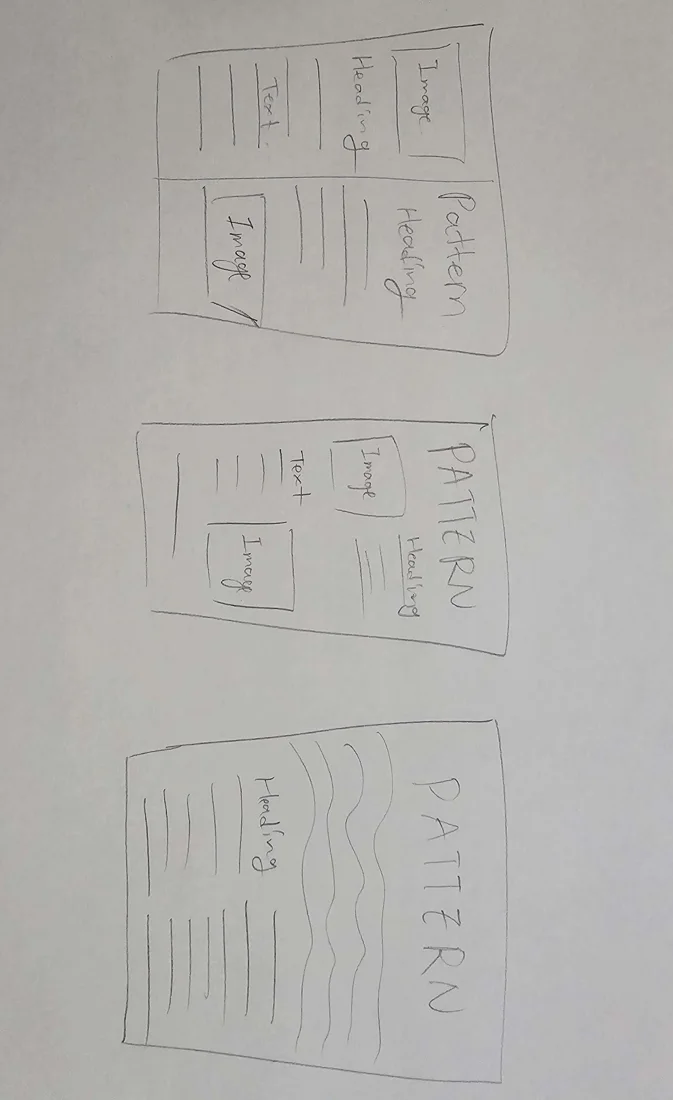 Image
Heading
Text.
Pattern
Heading
Image
PATTERN
Heading
Image
Text
Image
PATTERN
Heading